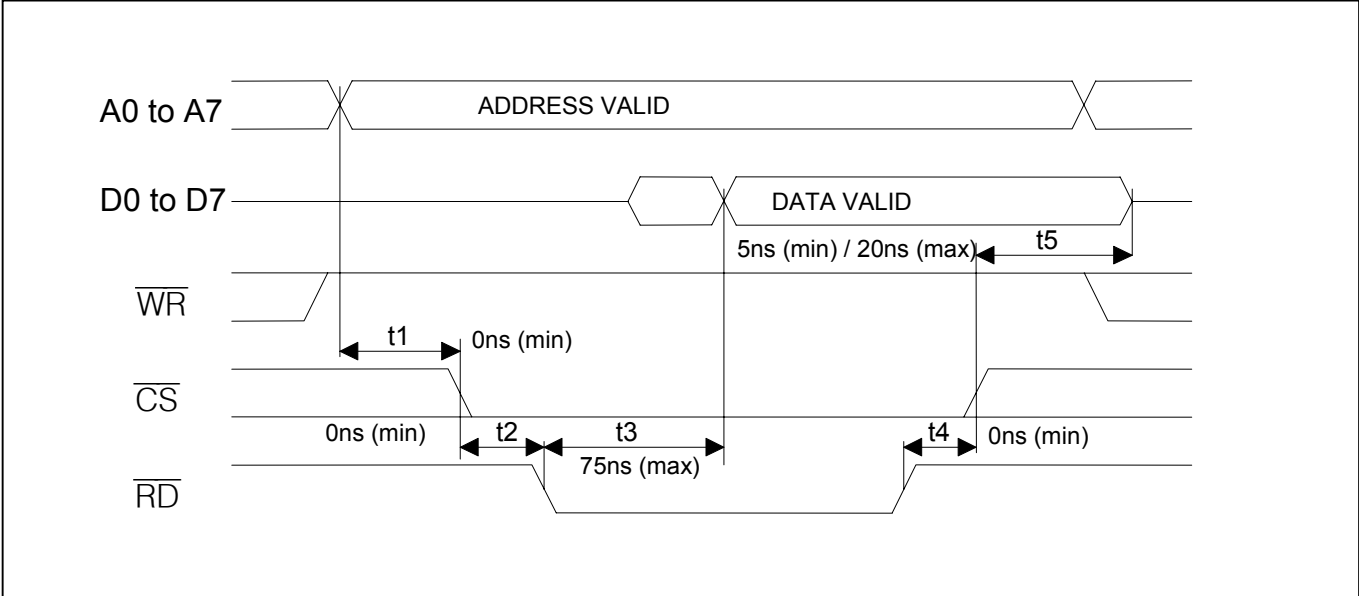 A0 to A7
ADDRESS VALID
D0 to D7
DATA VALID
5ns (min) / 20ns (max)
t5
WR
t1
0ns (min)
CS
0ns (min)
t2
t3
t4
0ns (min)
75ns (max)
RD